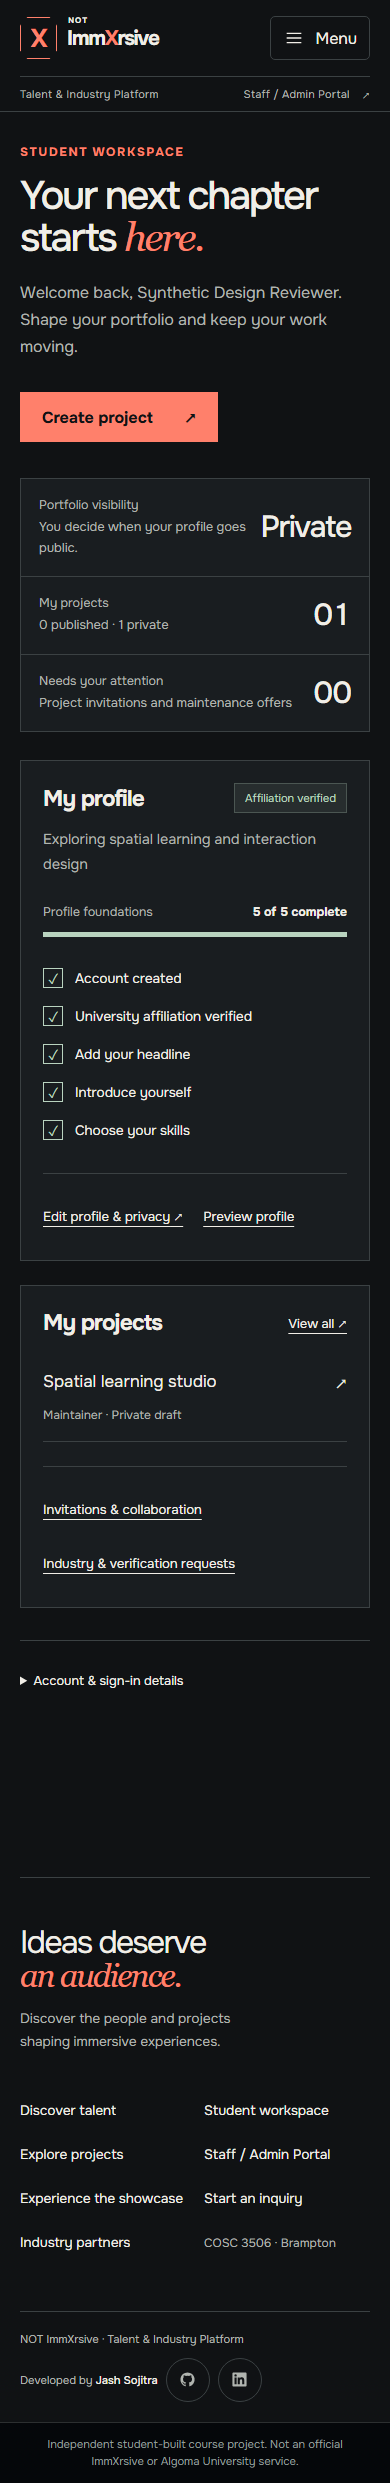 X
NOT
ImmXrsive
Menu
Talent & Industry Platform
Staff / Admin Portal ↗
STUDENT WORKSPACE
Your next chapter
starts here.
Welcome back, Synthetic Design Reviewer.
Shape your portfolio and keep your work
moving.
Create project ↗
Portfolio visibility
You decide when your profile goes
public.
Private
My projects
0 published · 1 private
01
Needs your attention
Project invitations and maintenance offers
00
My profile
Affiliation verified
Exploring spatial learning and interaction
design
Profile foundations
5 of 5 complete
✓ Account created
✓ University affiliation verified
✓ Add your headline
✓ Introduce yourself
✓ Choose your skills
Edit profile & privacy ↗
Preview profile
My projects
View all ↗
Spatial learning studio ↗
Maintainer · Private draft
Invitations & collaboration
Industry & verification requests
▶ Account & sign-in details
Ideas deserve
an audience.
Discover the people and projects
shaping immersive experiences.
Discover talent
Student workspace
Explore projects
Staff / Admin Portal
Experience the showcase
Start an inquiry
Industry partners
COSC 3506 · Brampton
NOT ImmXrsive · Talent & Industry Platform
Developed by Jash Sojitra
Independent student-built course project. Not an official
ImmXrsive or Algoma University service.